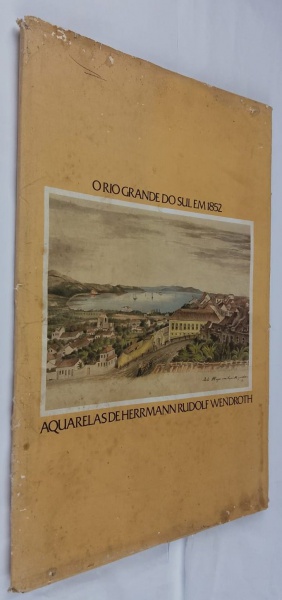 O RIO GRANDE DO SUL EM 1852
AQUARELAS DE HERRMANN RUDOLF WENDROTH